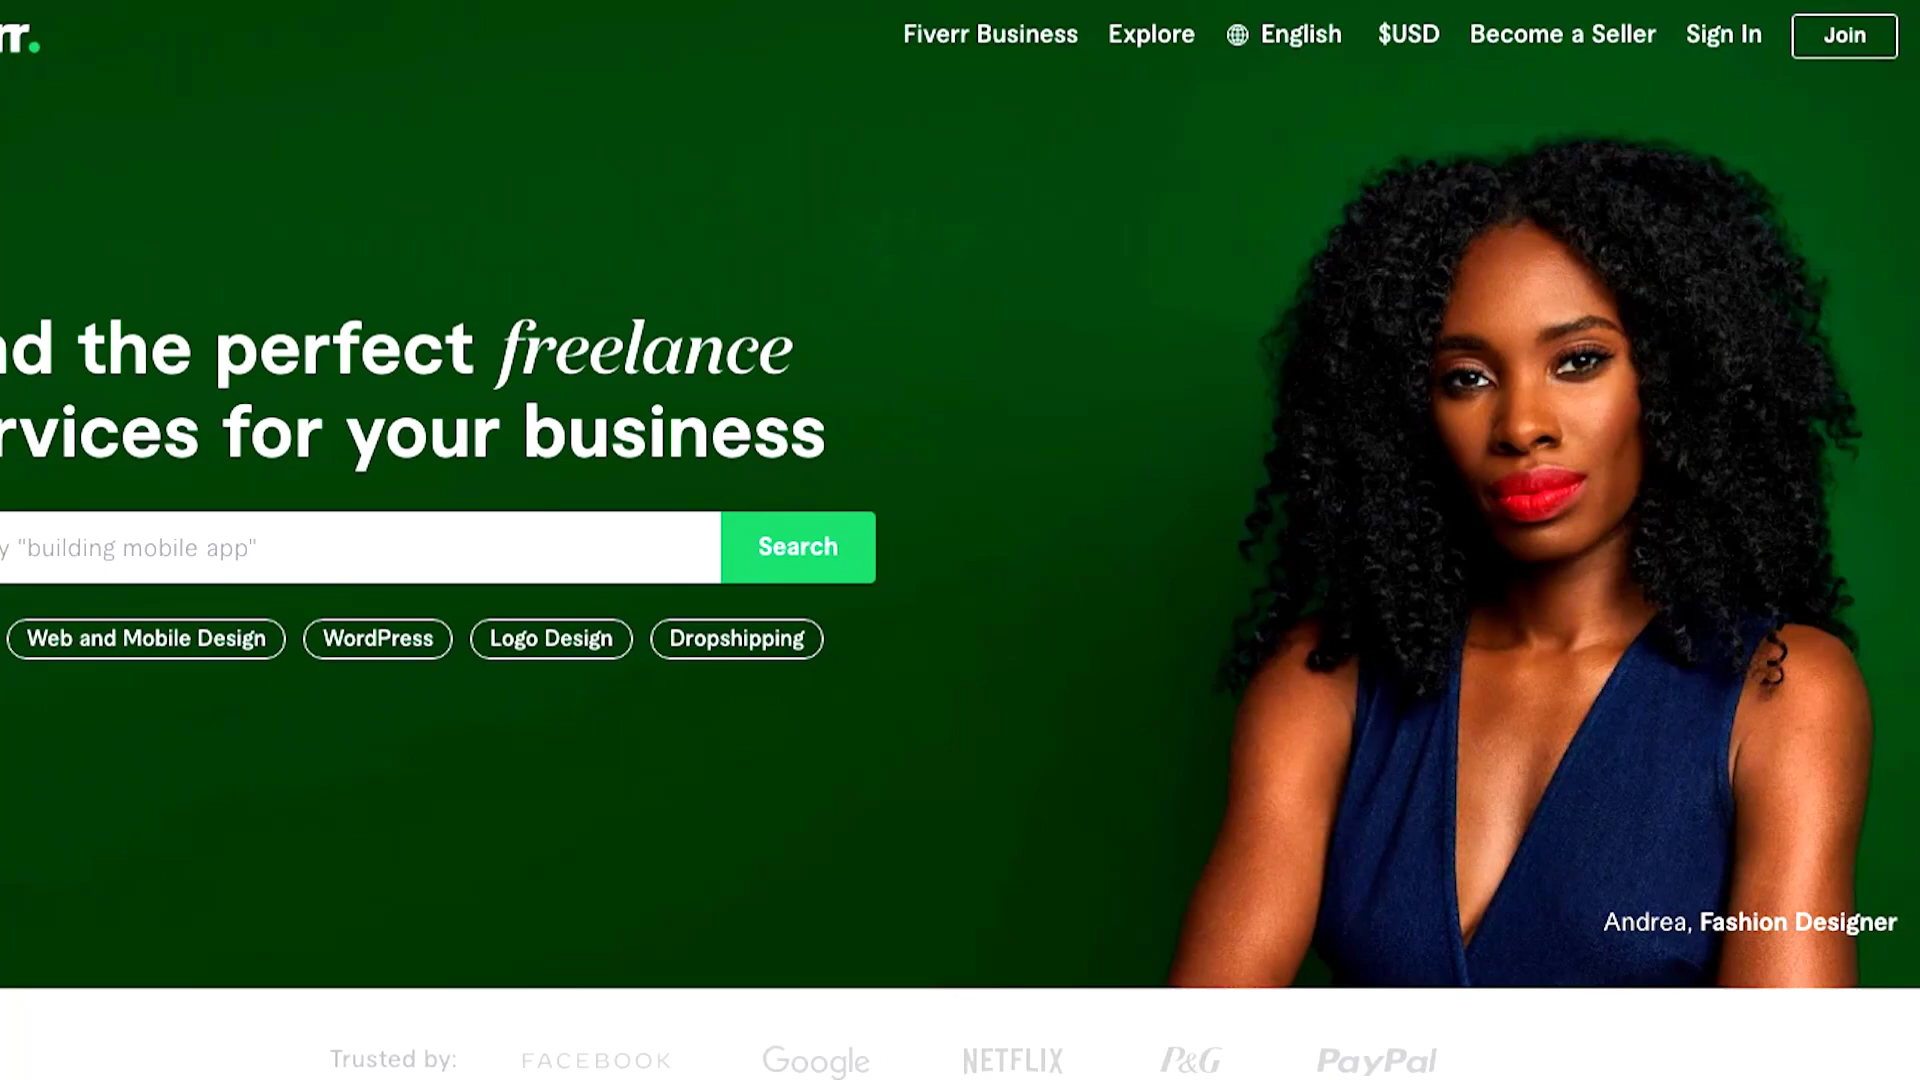 rr.
Fiverr Business Explore English $USD Become a Seller Sign In Join
nd the perfect freelance
rvices for your business
y "building mobile app" Search
Web and Mobile Design WordPress Logo Design Dropshipping
Andrea, Fashion Designer
Trusted by: FACEBOOK Google NETFLIX P&G PayPal